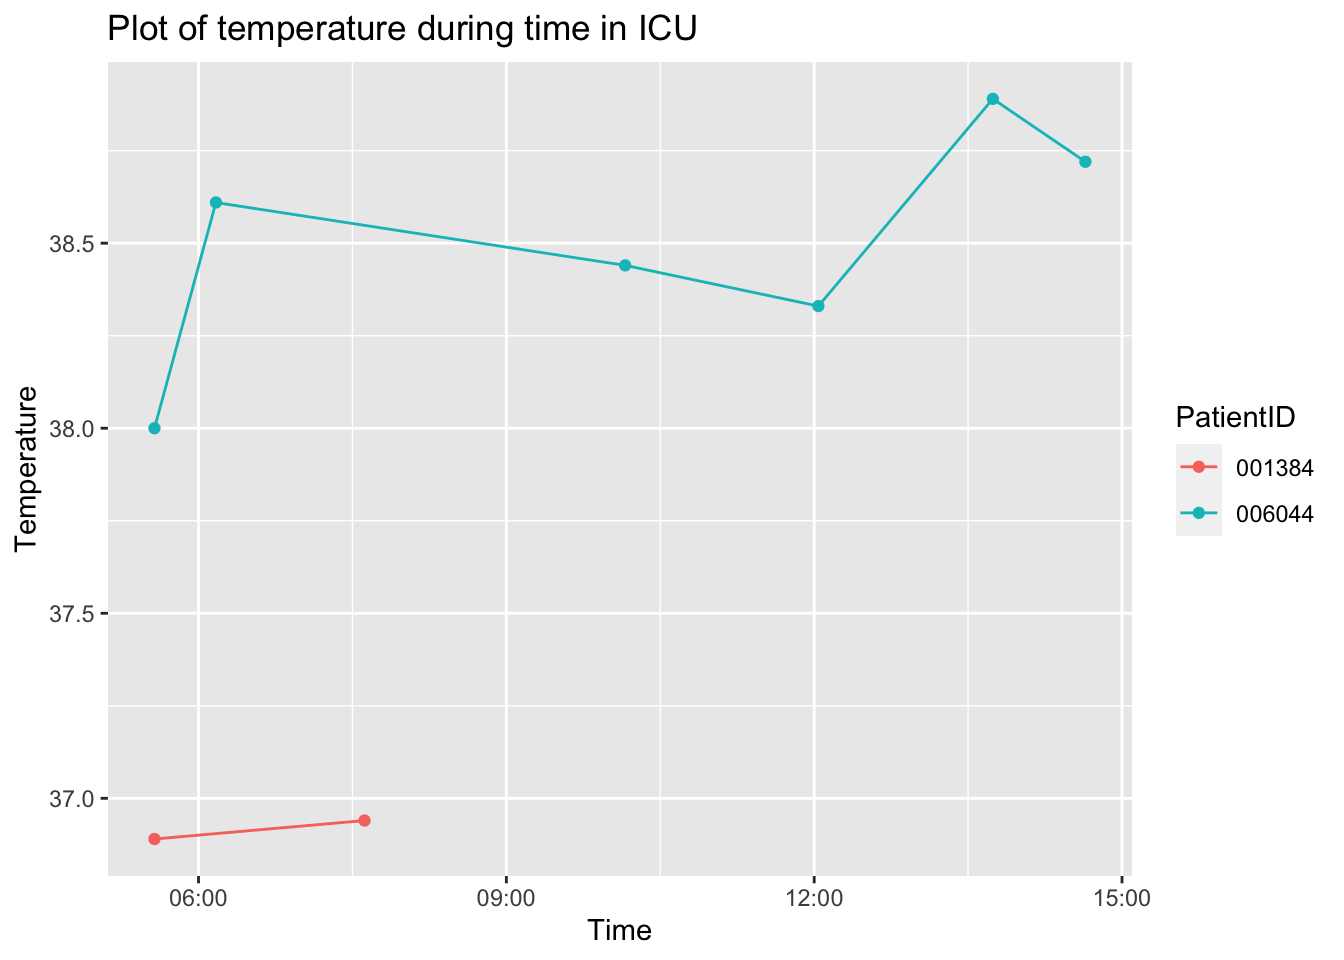 Plot of temperature during time in ICU
38.5
38.0
37.5
37.0
Temperature
06:00
09:00
12:00
15:00
Time
PatientID
001384
006044